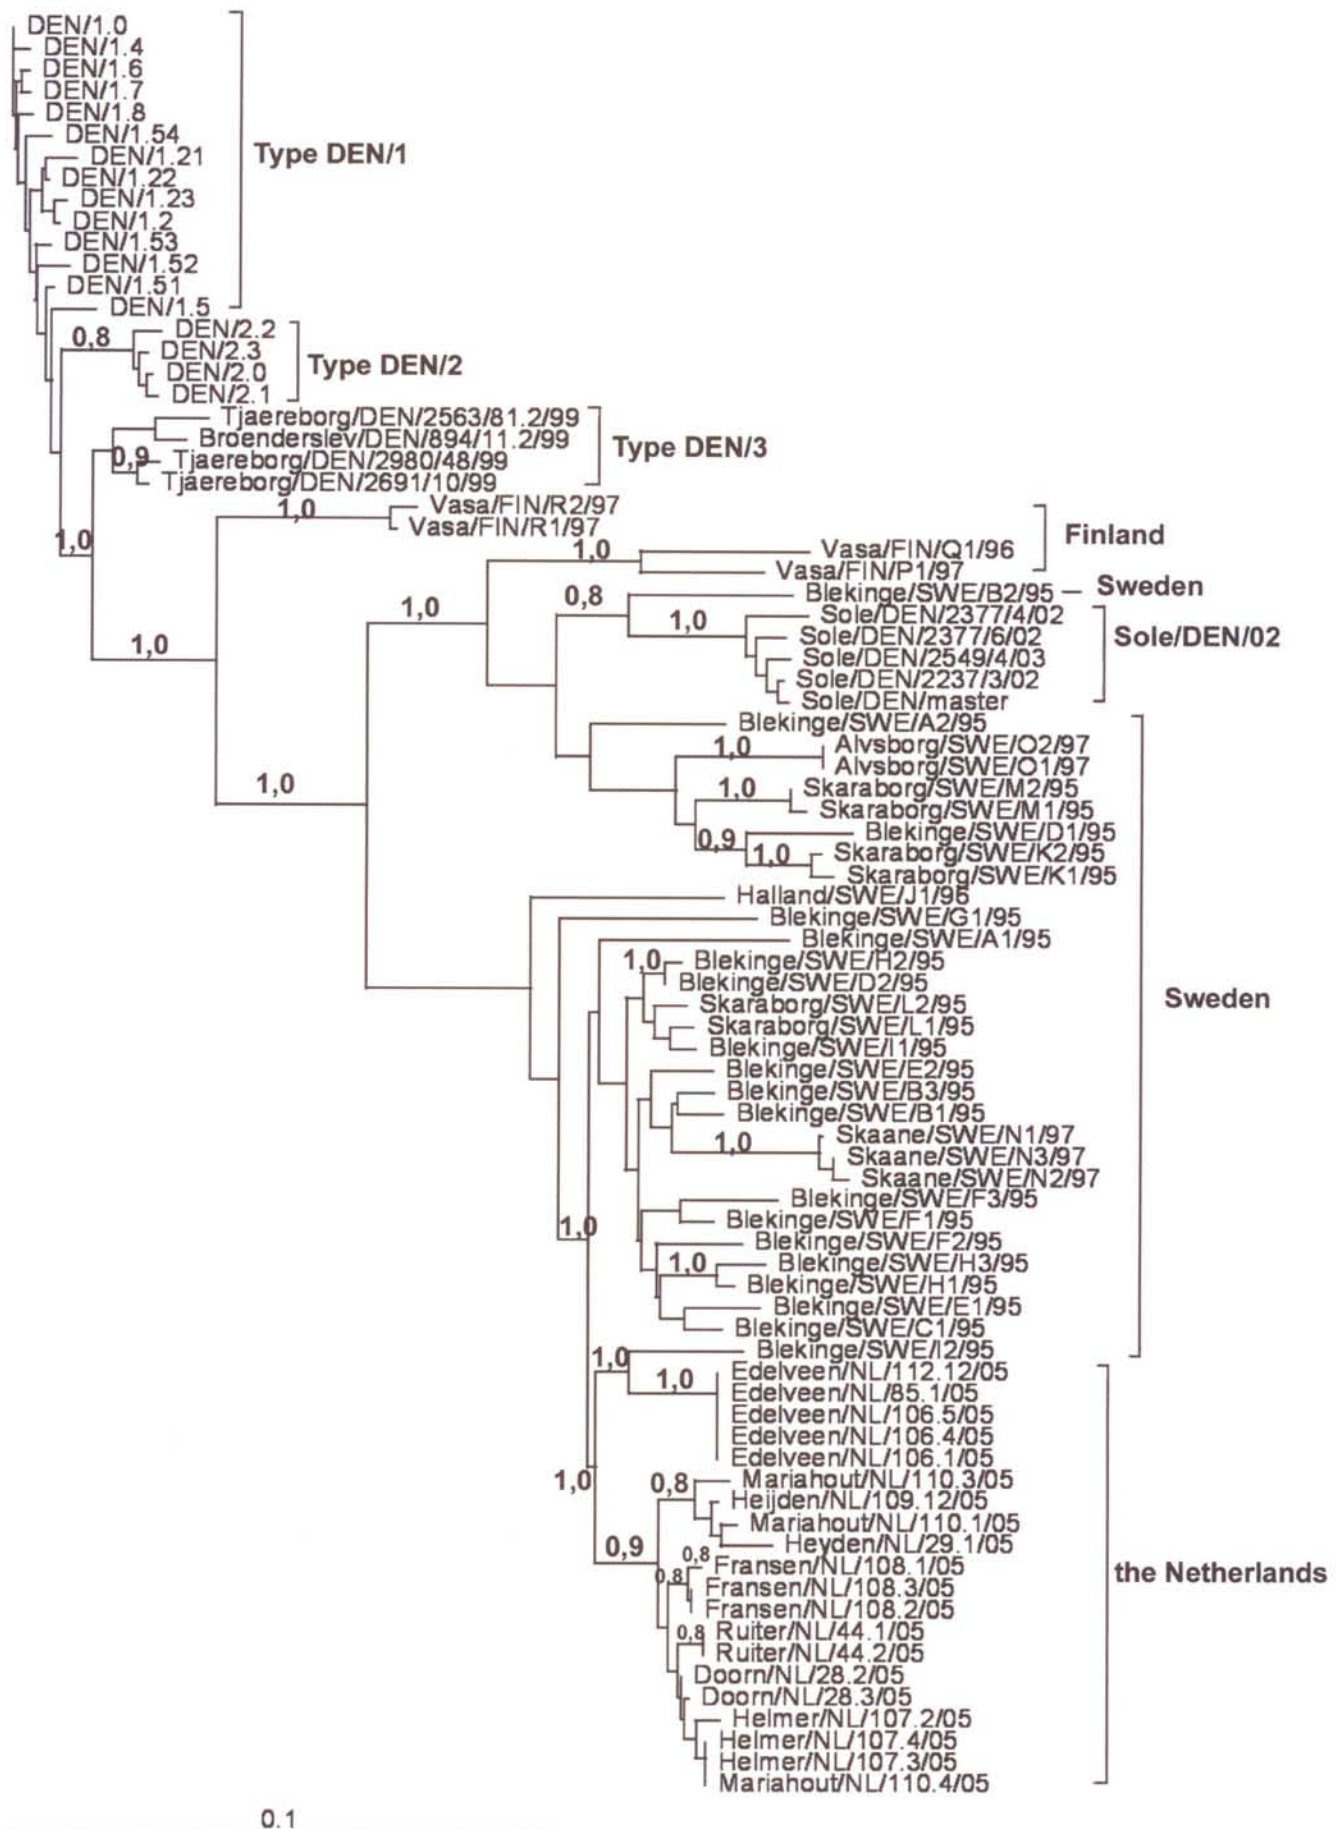 DEN/1.0
DEN/1.4
DEN/1.6
DEN/1.7
DEN/1.8
DEN/1.54
DEN/1.21
Type DEN/1
DEN/1.22
DEN/1.23
DEN/1.2
DEN/1.53
DEN/1.52
DEN/1.51
DEN/1.5
DEN/2.2
0,8
DEN/2.3
Type DEN/2
DEN/2.0
DEN/2.1
Tjaereborg/DEN/2563/81.2/99
Broenderslev/DEN/894/11.2/99
Type DEN/3
0,9
Tjaereborg/DEN/2980/48/99
Tjaereborg/DEN/2691/10/99
Vasa/FIN/R2/97
1,0
Vasa/FIN/R1/97
Finland
1,0
1,0
Vasa/FIN/Q1/96
Vasa/FIN/P1/97
Blekinge/SWE/B2/95
Sweden
0,8
1,0
Sole/DEN/2377/4/02
1,0
Sole/DEN/2377/6/02
Sole/DEN/02
1,0
Sole/DEN/2549/4/03
Sole/DEN/2237/3/02
Sole/DEN/master
Blekinge/SWE/A2/95
1,0
Alvsborg/SWE/O2/97
Alvsborg/SWE/O1/97
1,0
1,0
Skaraborg/SWE/M2/95
Skaraborg/SWE/M1/95
Blekinge/SWE/D1/95
0,9
1,0
Skaraborg/SWE/K2/95
Skaraborg/SWE/K1/95
Halland/SWE/J1/96
Blekinge/SWE/G1/95
Blekinge/SWE/A1/95
1,0
Blekinge/SWE/H2/95
Blekinge/SWE/D2/95
Sweden
Skaraborg/SWE/L2/95
Skaraborg/SWE/L1/95
Blekinge/SWE/I1/95
Blekinge/SWE/E2/95
Blekinge/SWE/B3/95
Blekinge/SWE/B1/95
Skaane/SWE/N1/97
1,0
Skaane/SWE/N3/97
Skaane/SWE/N2/97
Blekinge/SWE/F3/95
1,0
Blekinge/SWE/F1/95
Blekinge/SWE/F2/95
1,0
Blekinge/SWE/H3/95
Blekinge/SWE/H1/95
Blekinge/SWE/E1/95
Blekinge/SWE/C1/95
1,0
Blekinge/SWE/I2/95
Edelveen/NL/112.12/05
1,0
Edelveen/NL/85.1/05
Edelveen/NL/106.5/05
Edelveen/NL/106.4/05
Edelveen/NL/106.1/05
1,0
0,8
Mariahout/NL/110.3/05
Heijden/NL/109.12/05
Mariahout/NL/110.1/05
0,9
Heyden/NL/29.1/05
0,8
Fransen/NL/108.1/05
the Netherlands
0,8
Fransen/NL/108.3/05
Fransen/NL/108.2/05
0,8
Ruiter/NL/44.1/05
Ruiter/NL/44.2/05
Doorn/NL/28.2/05
Doorn/NL/28.3/05
Helmer/NL/107.2/05
Helmer/NL/107.4/05
Helmer/NL/107.3/05
Mariahout/NL/110.4/05
0.1